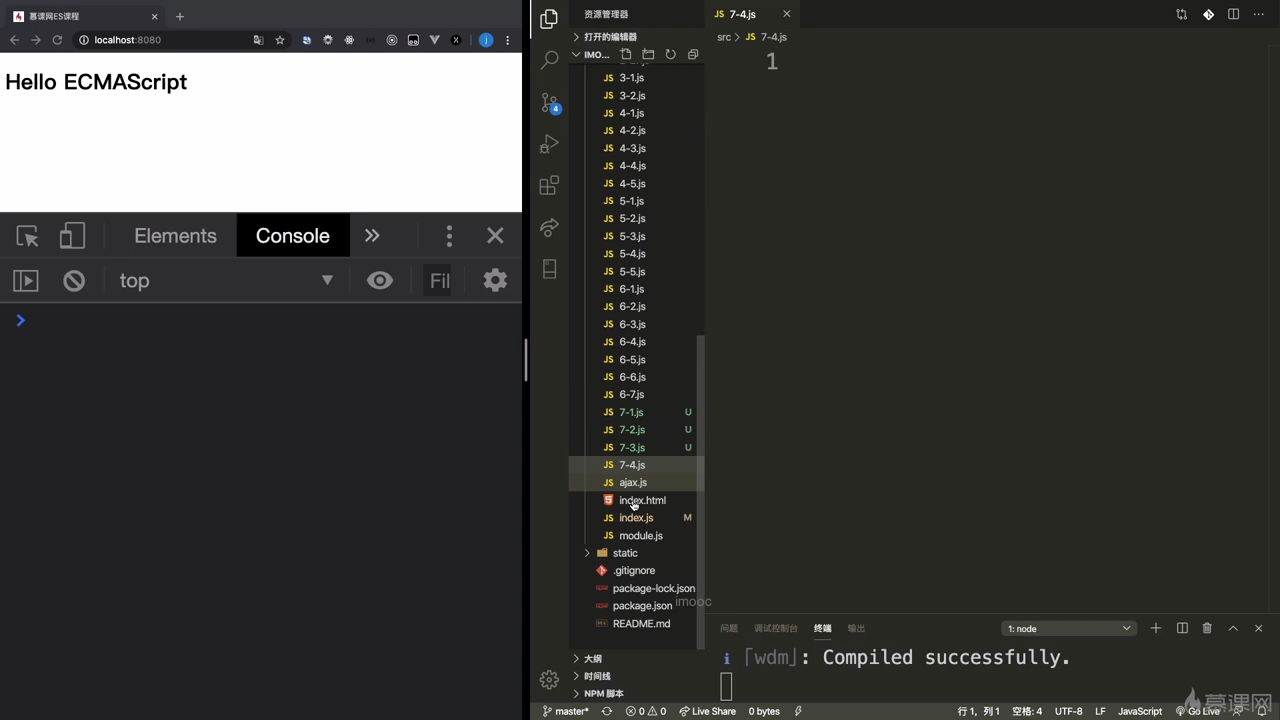 慕课网ES课程
localhost:8080
Hello ECMAScript
Elements
Console
top
Fil
资源管理器
打开的编辑器
IMO...
3-1.js
3-2.js
4-1.js
4-2.js
4-3.js
4-4.js
4-5.js
5-1.js
5-2.js
5-3.js
5-4.js
5-5.js
6-1.js
6-2.js
6-3.js
6-4.js
6-5.js
6-6.js
6-7.js
7-1.js U
7-2.js U
7-3.js U
7-4.js
ajax.js
index.html
index.js M
module.js
static
.gitignore
package-lock.json
package.json
README.md
大纲
时间线
NPM 脚本
7-4.js
src > JS 7-4.js
1
imooc
问题 调试控制台 终端 输出 1: node
i ｢wdm｣: Compiled successfully.
master* 0 0 Live Share 0 bytes 行 1, 列 1 空格: 4 UTF-8 LF JavaScript Go Live
慕课网